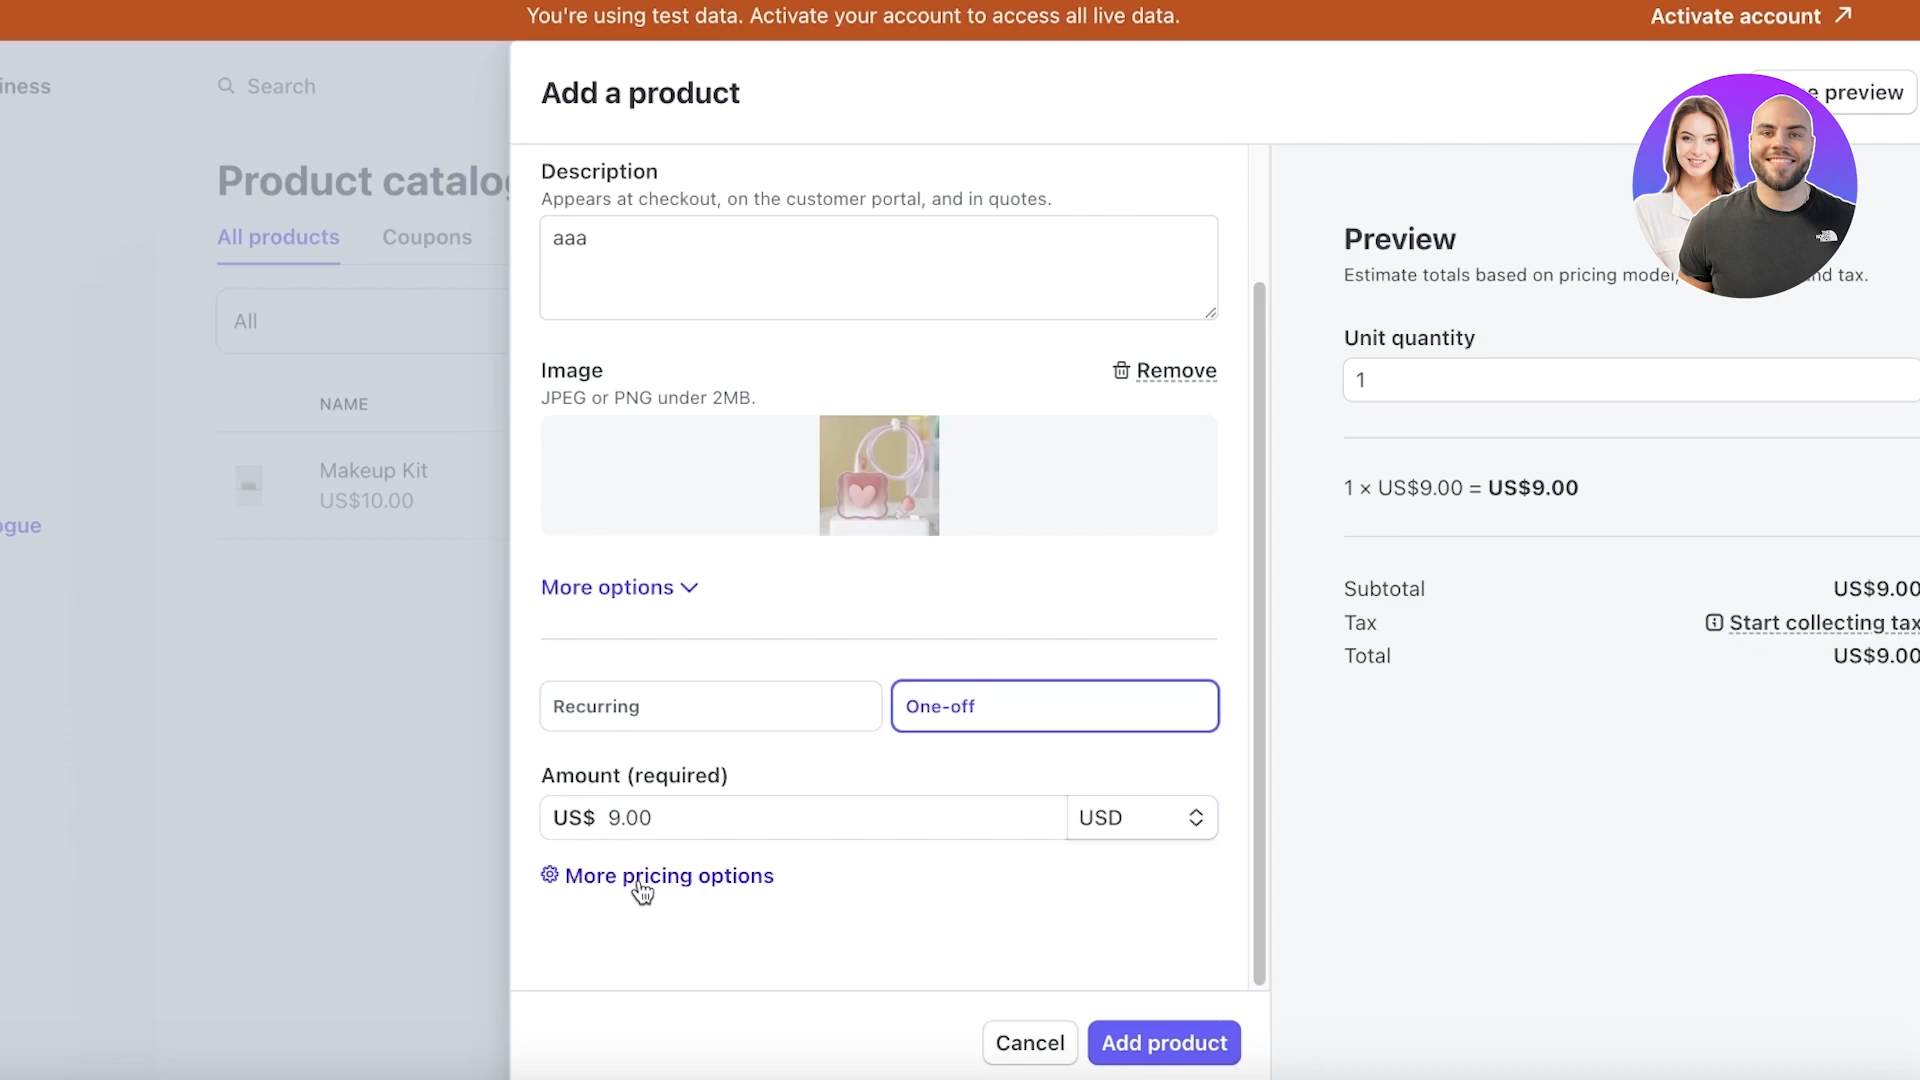 You're using test data. Activate your account to access all live data.
Activate account
iness
Search
Add a product
e preview
Product catalog
All products
Coupons
All
NAME
Makeup Kit
US$10.00
ogue
Description
Appears at checkout, on the customer portal, and in quotes.
aaa
Image
Remove
JPEG or PNG under 2MB.
More options
Recurring
One-off
Amount (required)
US$ 9.00
USD
More pricing options
Cancel
Add product
Preview
Estimate totals based on pricing model, nd tax.
Unit quantity
1
1 × US$9.00 = US$9.00
Subtotal
US$9.00
Tax
Start collecting tax
Total
US$9.00